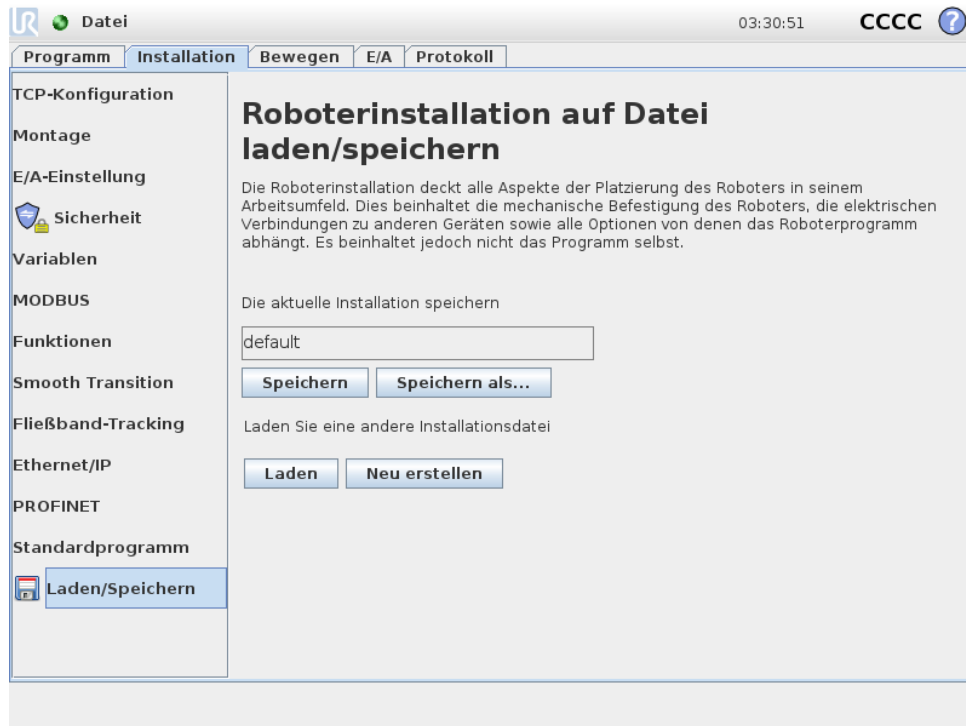 UR Datei 03:30:51 CCCC ?
Programm Installation Bewegen E/A Protokoll
TCP-Konfiguration
Montage
E/A-Einstellung
Sicherheit
Variablen
MODBUS
Funktionen
Smooth Transition
Fließband-Tracking
Ethernet/IP
PROFINET
Standardprogramm
Laden/Speichern
Roboterinstallation auf Datei
laden/speichern
Die Roboterinstallation deckt alle Aspekte der Platzierung des Roboters in seinem
Arbeitsumfeld. Dies beinhaltet die mechanische Befestigung des Roboters, die elektrischen
Verbindungen zu anderen Geräten sowie alle Optionen von denen das Roboterprogramm
abhängt. Es beinhaltet jedoch nicht das Programm selbst.
Die aktuelle Installation speichern
default
Speichern Speichern als...
Laden Sie eine andere Installationsdatei
Laden Neu erstellen